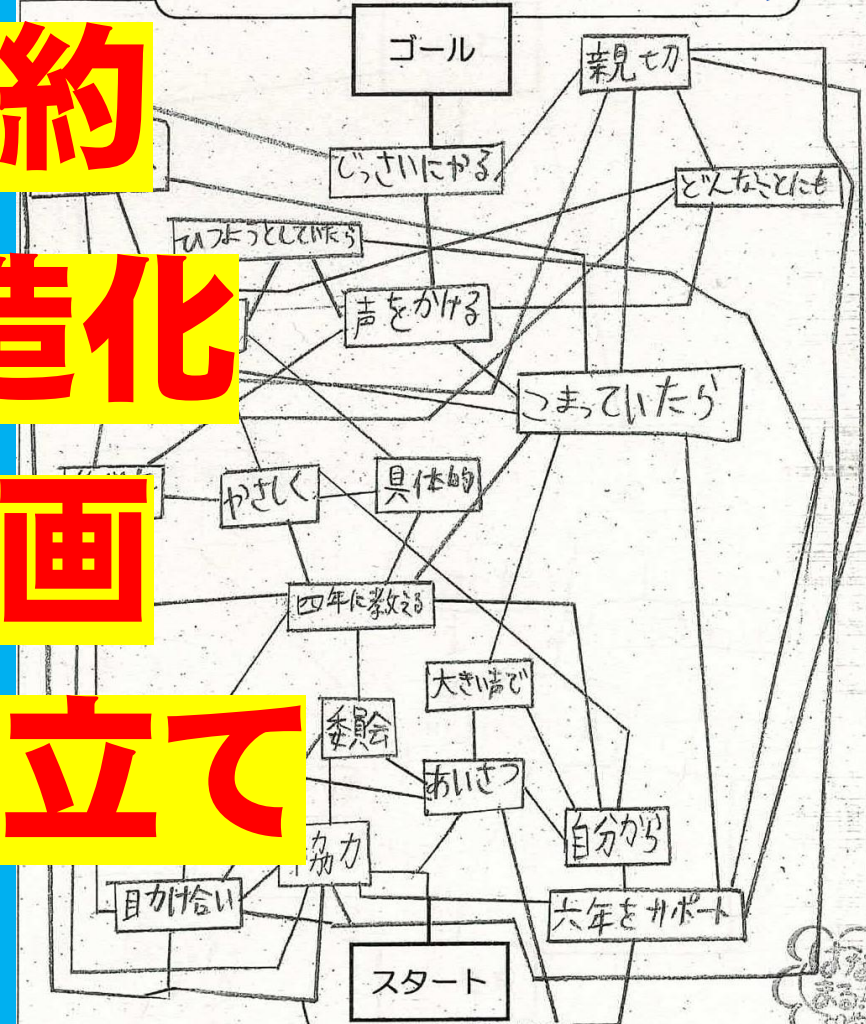 ゴール
親切
約
じっさいにやる
どんなことにも
ひつようとしていたら
造化
声をかける
こまっていたら
やさしく
具体的
画
四年に教える
大きい声で
立て
委員会
あいさつ
自分から
協力
目かけ合い
六年をサポート
スタート